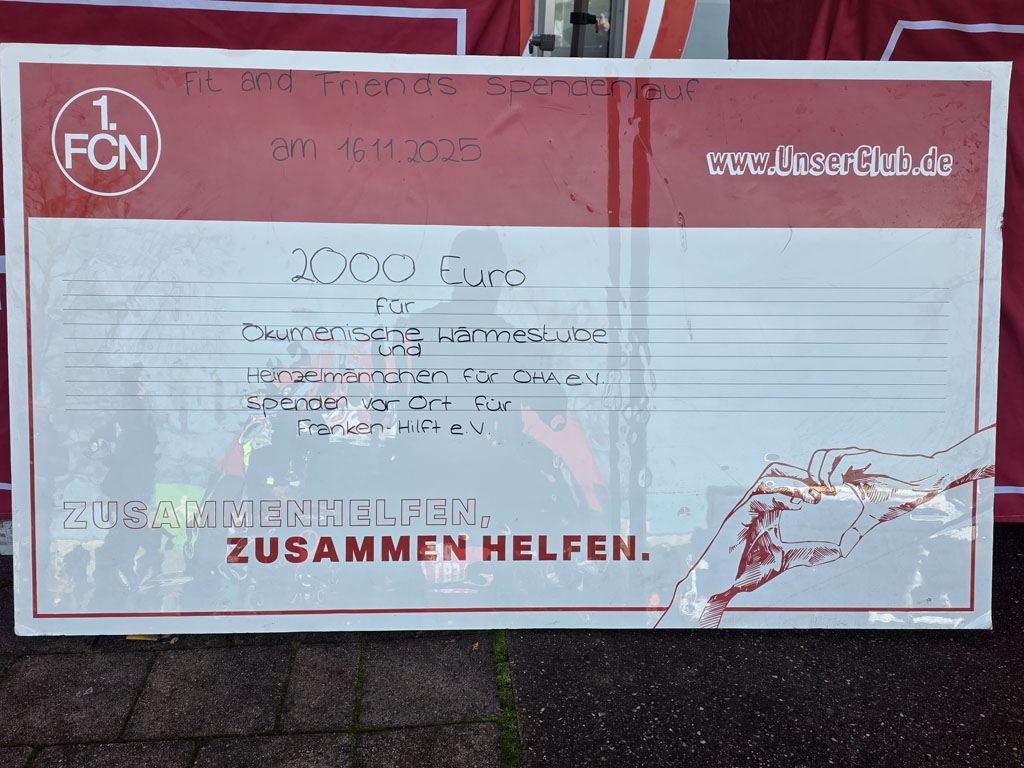 Fit and Friends Spendenlauf
1.
FCN
am 16.11.2025
www.UnserClub.de
2000 Euro
für
Ökumenische Wärmestube
und
Heinzelmännchen für OHA e.V.
Spenden vor Ort für
Franken-Hilft e.V.
ZUSAMMENHELFEN,
ZUSAMMEN HELFEN.